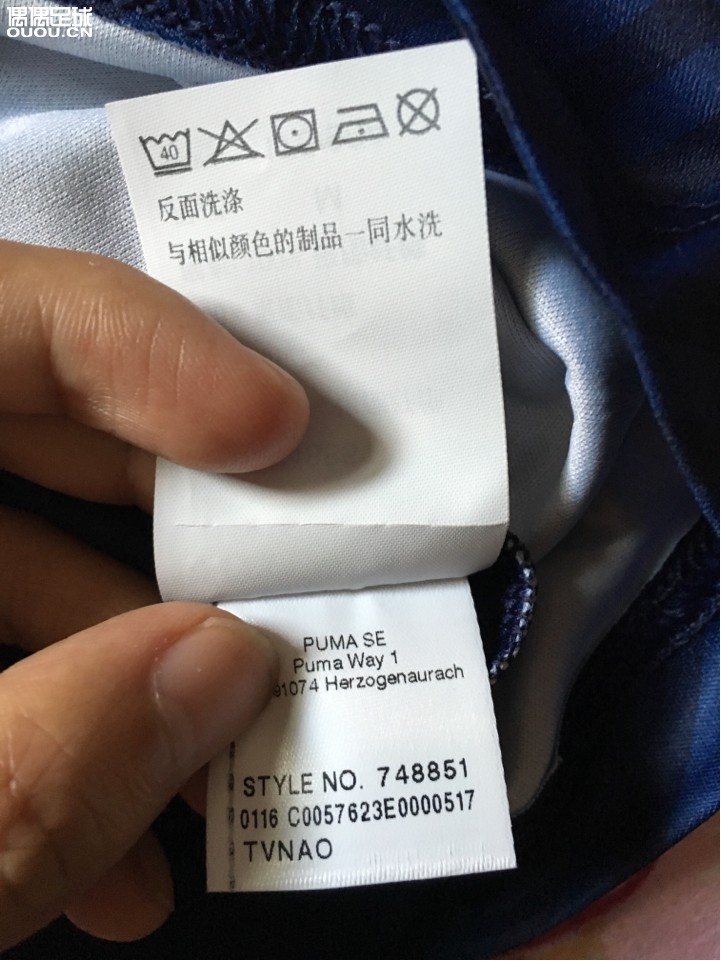 偶偶足球
OUOU.CN
40
反面洗涤
与相似颜色的制品一同水洗
PUMA SE
Puma Way 1
91074 Herzogenaurach
STYLE NO. 748851
0116 C0057623E0000517
TVNAO